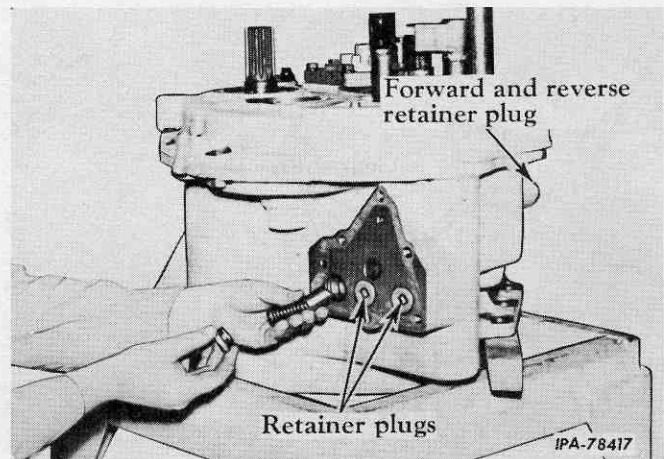 Forward and reverse
retainer plug
Retainer plugs
IPA-78417